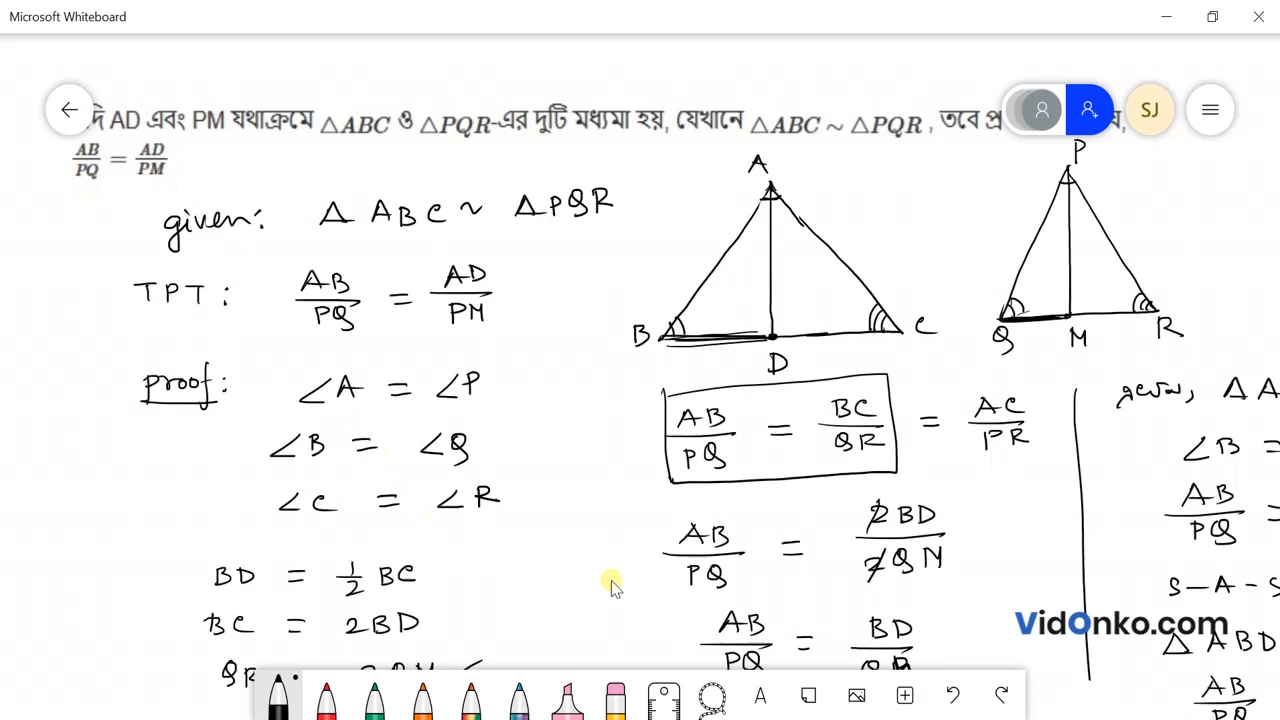 Microsoft Whiteboard
দি AD এবং PM যথাক্রমে △ABC ও △PQR-এর দুটি মধ্যমা হয়, যেখানে △ABC ~ △PQR , তবে প্র
AB/PQ = AD/PM
SJ
given: △ ABC ~ △PQR
TPT: AB/PQ = AD/PM
proof: ∠A = ∠P
∠B = ∠Q
∠C = ∠R
BD = 1/2 BC
BC = 2BD
A
B
D
C
P
Q
M
R
AB/PQ = BC/QR = AC/PR
AB/PQ = 2BD/2QM
AB/PQ = BD
△A
∠B =
AB/PQ =
S-A-S
△ABD
AB/PQ
VidOnko.com
A